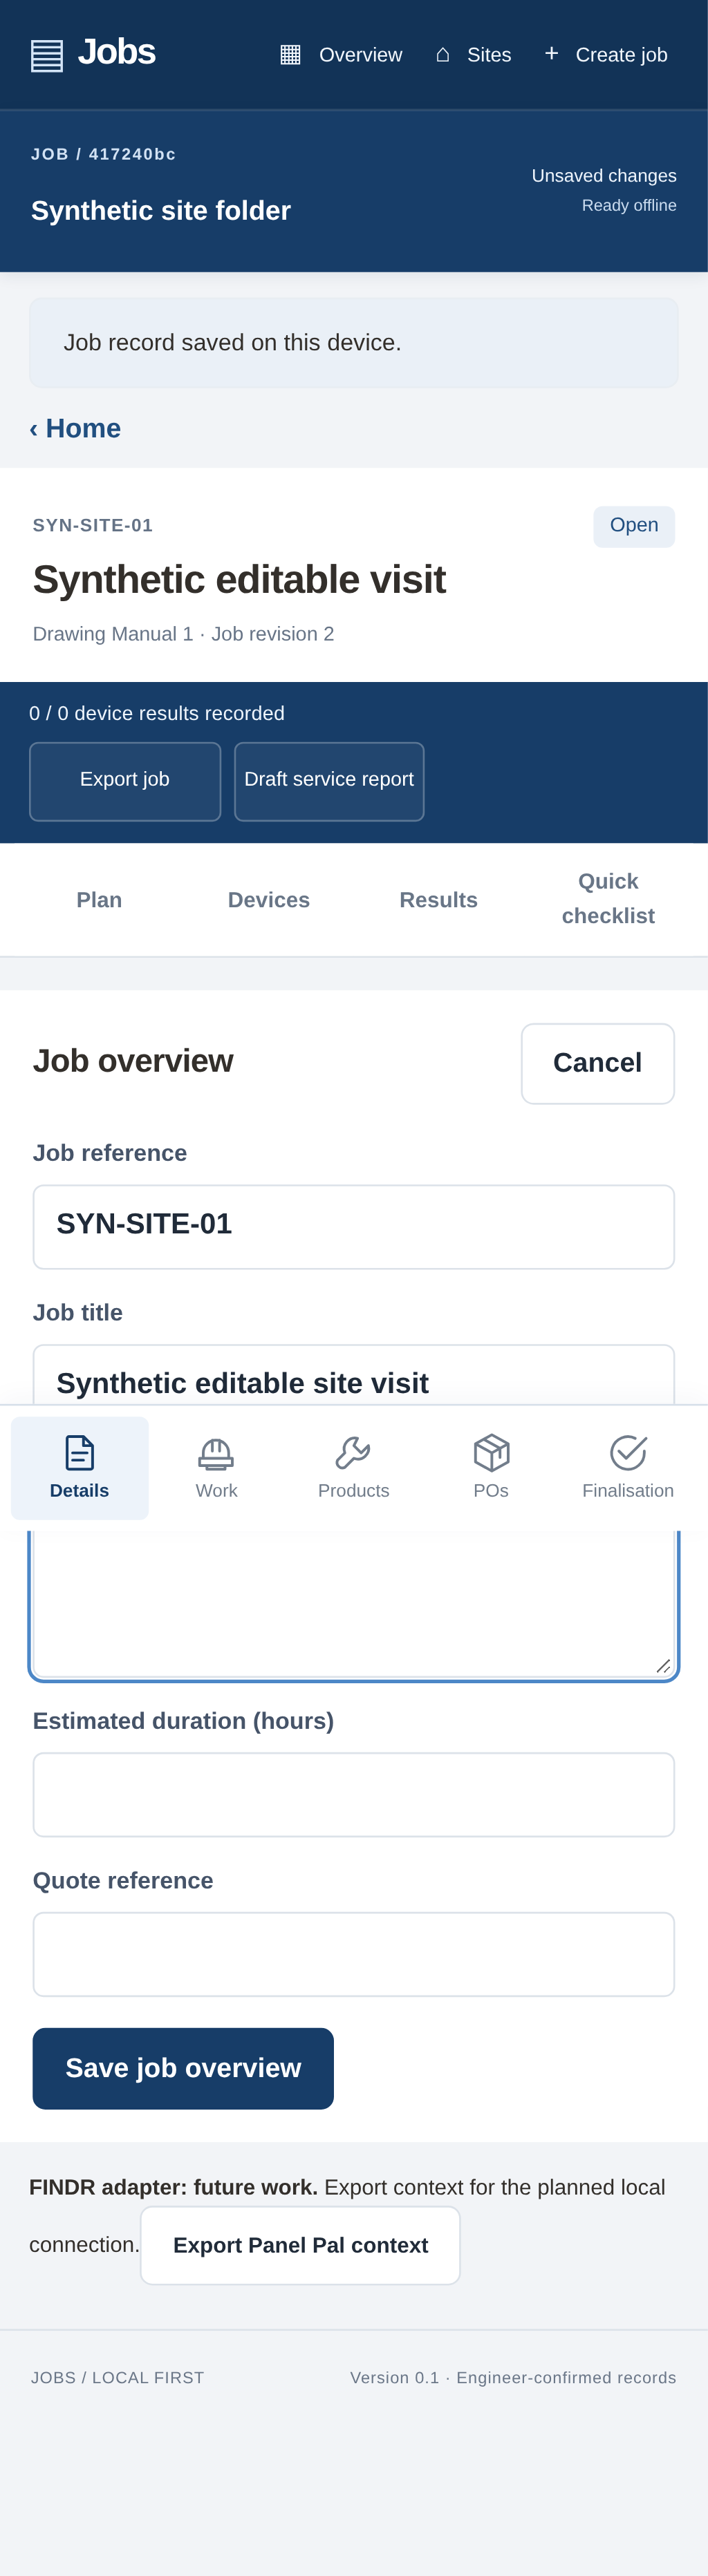 Jobs
Overview
Sites
+ Create job
JOB / 417240bc
Synthetic site folder
Unsaved changes
Ready offline
Job record saved on this device.
‹ Home
SYN-SITE-01
Open
Synthetic editable visit
Drawing Manual 1 · Job revision 2
0 / 0 device results recorded
Export job
Draft service report
Plan
Devices
Results
Quick
checklist
Job overview
Cancel
Job reference
SYN-SITE-01
Job title
Synthetic editable site visit
Details
Work
Products
POs
Finalisation
Estimated duration (hours)
Quote reference
Save job overview
FINDR adapter: future work. Export context for the planned local
connection.
Export Panel Pal context
JOBS / LOCAL FIRST
Version 0.1 · Engineer-confirmed records